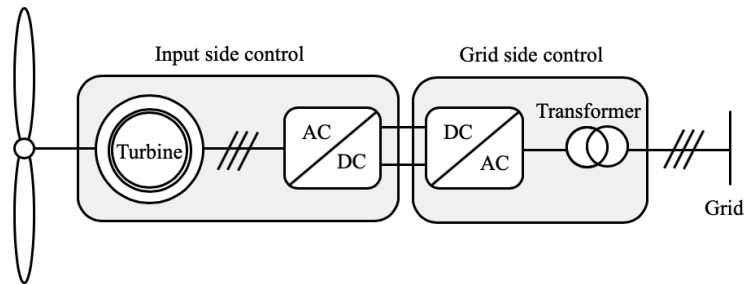 Input side control
Grid side control
Turbine
AC
DC
DC
AC
Transformer
Grid